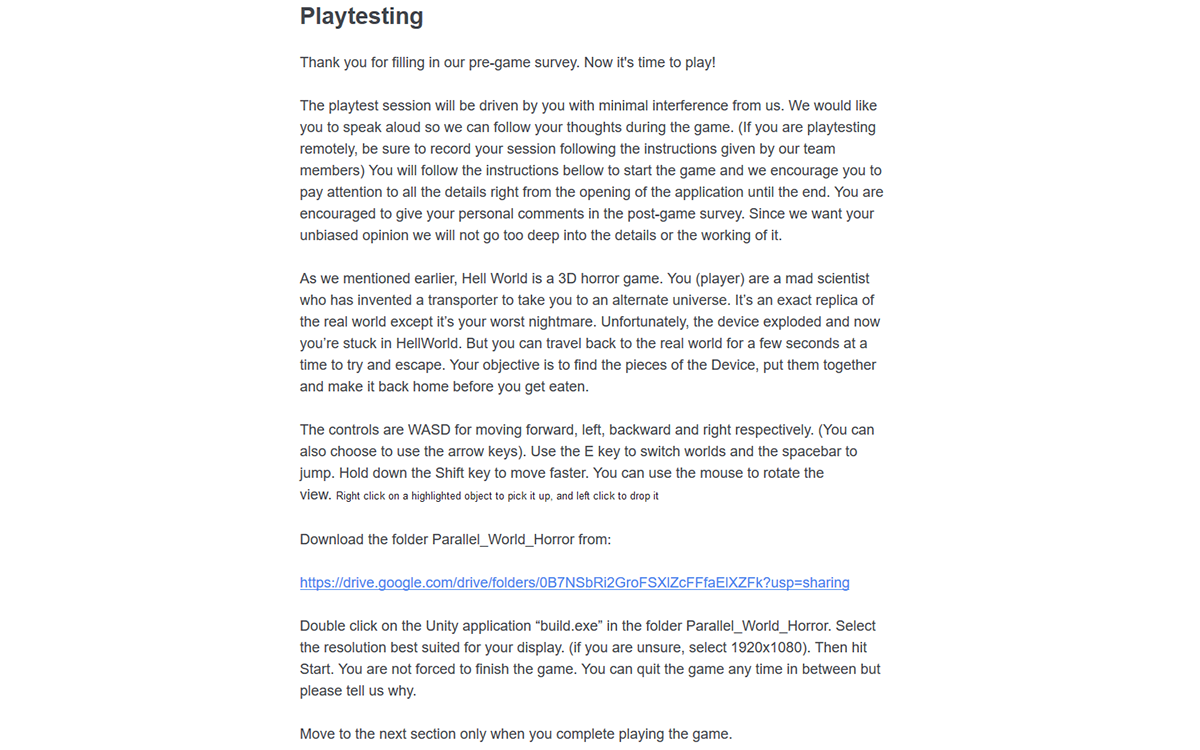 Playtesting
Thank you for filling in our pre-game survey. Now it's time to play!
The playtest session will be driven by you with minimal interference from us. We would like
you to speak aloud so we can follow your thoughts during the game. (If you are playtesting
remotely, be sure to record your session following the instructions given by our team
members) You will follow the instructions bellow to start the game and we encourage you to
pay attention to all the details right from the opening of the application until the end. You are
encouraged to give your personal comments in the post-game survey. Since we want your
unbiased opinion we will not go too deep into the details or the working of it.
As we mentioned earlier, Hell World is a 3D horror game. You (player) are a mad scientist
who has invented a transporter to take you to an alternate universe. It’s an exact replica of
the real world except it’s your worst nightmare. Unfortunately, the device exploded and now
you’re stuck in HellWorld. But you can travel back to the real world for a few seconds at a
time to try and escape. Your objective is to find the pieces of the Device, put them together
and make it back home before you get eaten.
The controls are WASD for moving forward, left, backward and right respectively. (You can
also choose to use the arrow keys). Use the E key to switch worlds and the spacebar to
jump. Hold down the Shift key to move faster. You can use the mouse to rotate the
view. Right click on a highlighted object to pick it up, and left click to drop it
Download the folder Parallel_World_Horror from:
https://drive.google.com/drive/folders/0B7NSbRi2GroFSXlZcFFfaElXZFk?usp=sharing
Double click on the Unity application “build.exe” in the folder Parallel_World_Horror. Select
the resolution best suited for your display. (if you are unsure, select 1920x1080). Then hit
Start. You are not forced to finish the game. You can quit the game any time in between but
please tell us why.
Move to the next section only when you complete playing the game.